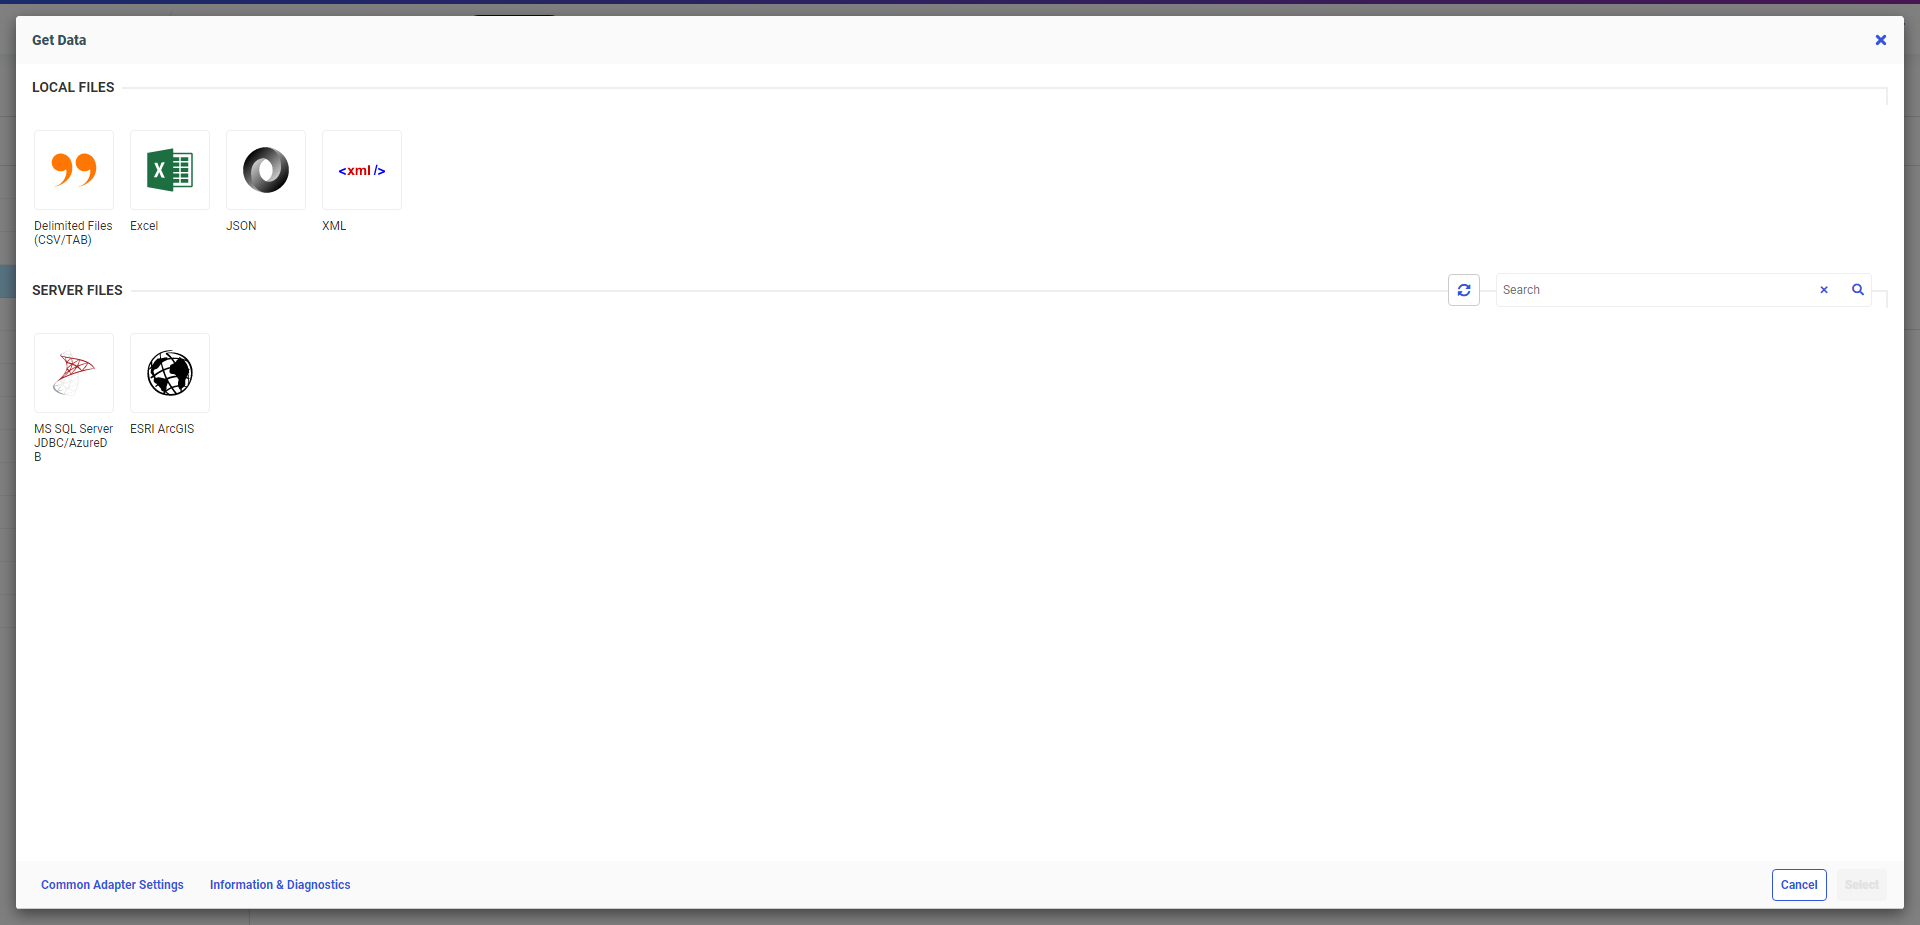 Get Data
LOCAL FILES
<xml />
Delimited Files
(CSV/TAB)
Excel
JSON
XML
SERVER FILES
Search
MS SQL Server
JDBC/AzureD
B
ESRI ArcGIS
Common Adapter Settings
Information & Diagnostics
Cancel
Select